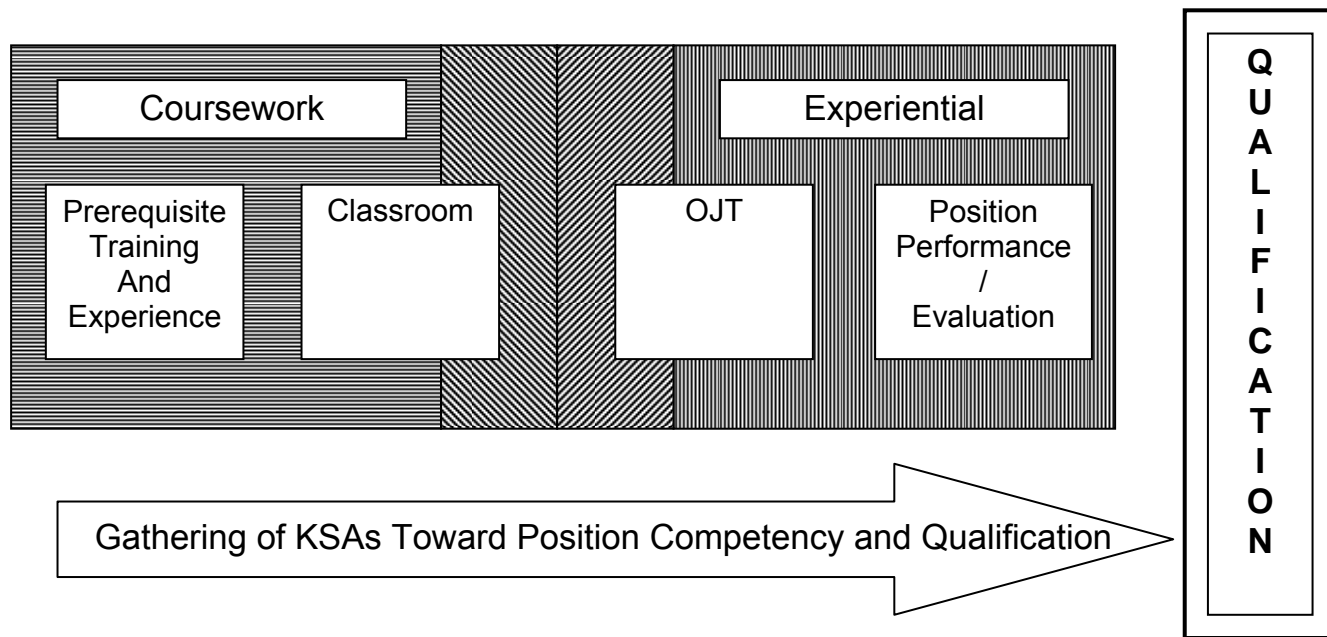 Coursework
Experiential
Prerequisite
Training
And
Experience
Classroom
OJT
Position
Performance
/
Evaluation
Gathering of KSAs Toward Position Competency and Qualification
Q
U
A
L
I
F
I
C
A
T
I
O
N